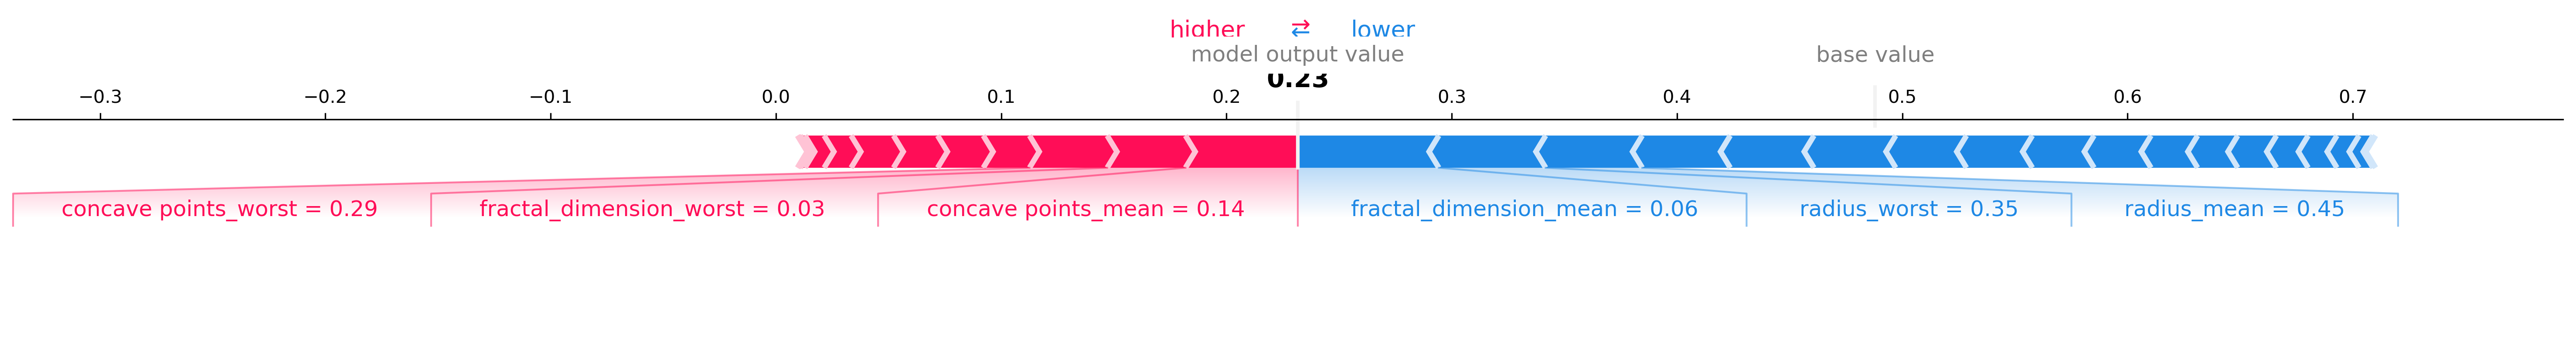 higher ⇄ lower
model output value base value
0.23
−0.3 −0.2 −0.1 0.0 0.1 0.2 0.3 0.4 0.5 0.6 0.7
concave points_worst = 0.29 fractal_dimension_worst = 0.03 concave points_mean = 0.14 fractal_dimension_mean = 0.06 radius_worst = 0.35 radius_mean = 0.45